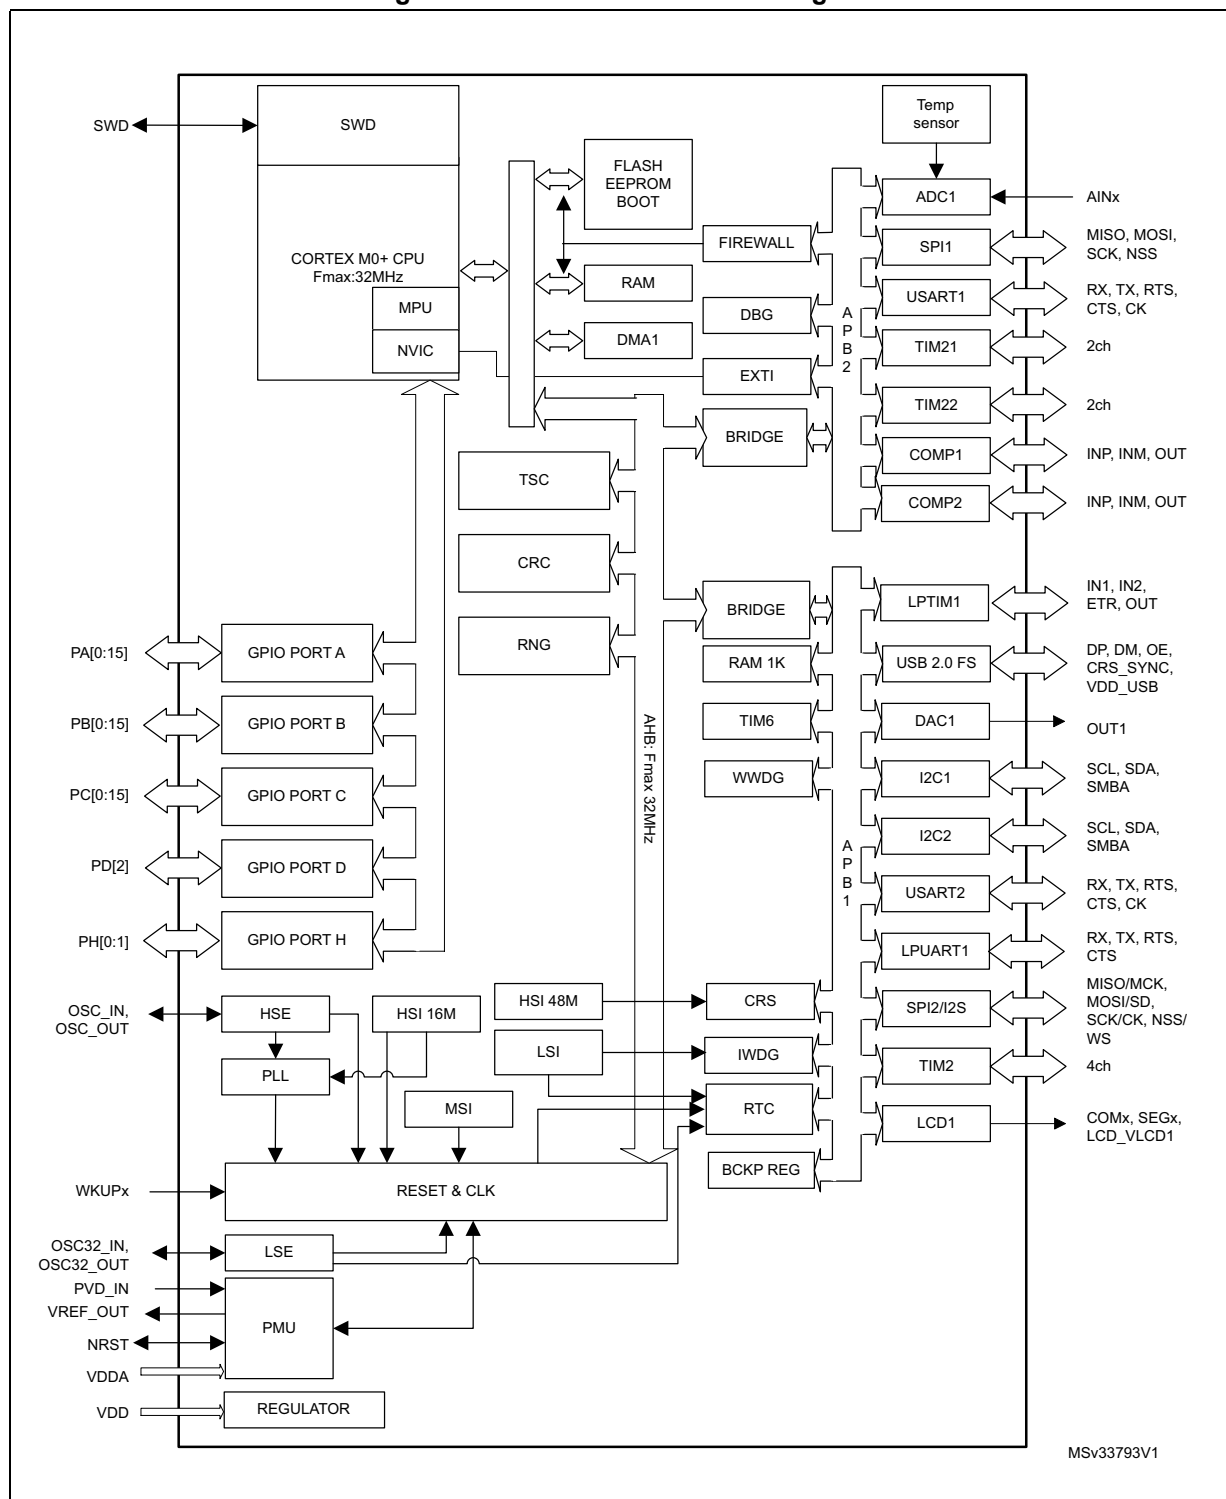 SWD
SWD
Temp
sensor
FLASH
EEPROM
BOOT
ADC1
AINx
FIREWALL
SPI1
MISO, MOSI,
SCK, NSS
CORTEX M0+ CPU
Fmax:32MHz
RAM
MPU
DBG
USART1
RX, TX, RTS,
CTS, CK
APB2
NVIC
DMA1
TIM21
2ch
EXTI
TIM22
2ch
BRIDGE
COMP1
INP, INM, OUT
TSC
COMP2
INP, INM, OUT
CRC
BRIDGE
LPTIM1
IN1, IN2,
ETR, OUT
PA[0:15]
GPIO PORT A
RNG
RAM 1K
USB 2.0 FS
DP, DM, OE,
CRS_SYNC,
VDD_USB
PB[0:15]
GPIO PORT B
AHB: Fmax 32MHz
TIM6
DAC1
OUT1
PC[0:15]
GPIO PORT C
WWDG
I2C1
SCL, SDA,
SMBA
I2C2
SCL, SDA,
SMBA
PD[2]
GPIO PORT D
APB1
USART2
RX, TX, RTS,
CTS, CK
PH[0:1]
GPIO PORT H
LPUART1
RX, TX, RTS,
CTS
OSC_IN,
OSC_OUT
HSE
HSI 16M
HSI 48M
CRS
SPI2/I2S
MISO/MCK,
MOSI/SD,
SCK/CK, NSS/
WS
LSI
IWDG
PLL
TIM2
4ch
MSI
RTC
LCD1
COMx, SEGx,
LCD_VLCD1
BCKP REG
WKUPx
RESET & CLK
OSC32_IN,
OSC32_OUT
LSE
PVD_IN
VREF_OUT
PMU
NRST
VDDA
VDD
REGULATOR
MSv33793V1